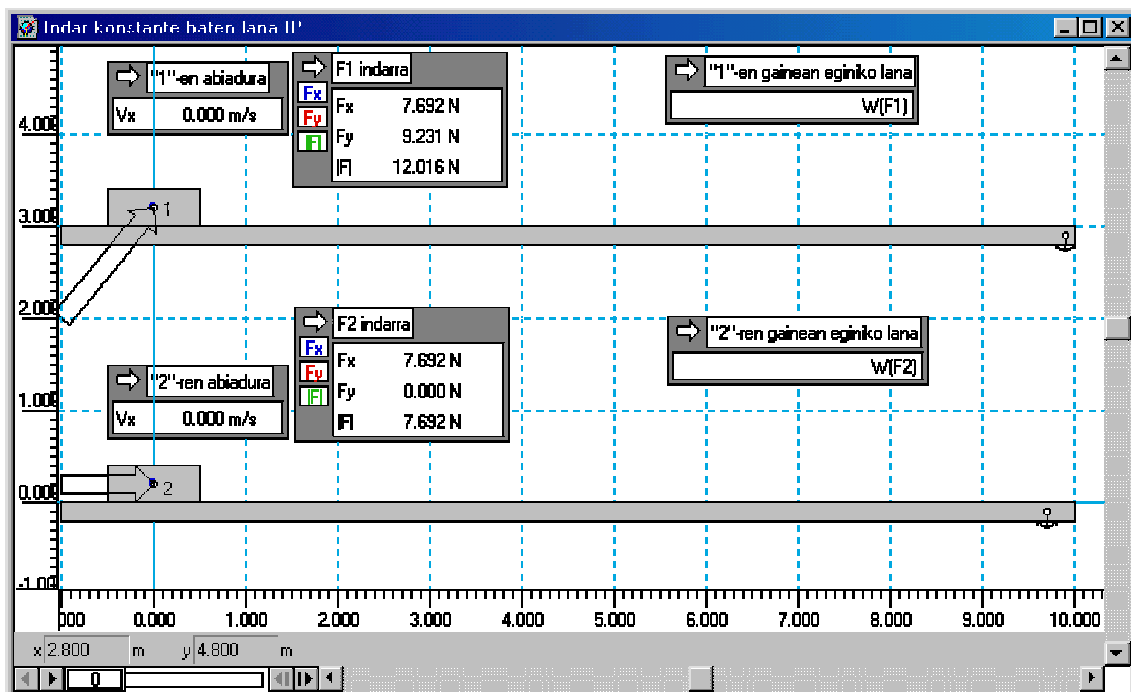 Indar konstante baten lana IP
"1"-en abiadura
Vx 0.000 m/s
F1 indarra
Fx
Fy
|F|
Fx 7.692 N
Fy 9.231 N
|F| 12.016 N
"1"-en gainean eginiko lana
W(F1)
4.000
3.000
2.000
1.000
0.000
-1.00
1
"2"-ren abiadura
Vx 0.000 m/s
F2 indarra
Fx
Fy
|F|
Fx 7.692 N
Fy 0.000 N
|F| 7.692 N
"2"-ren gainean eginiko lana
W(F2)
2
000 0.000 1.000 2.000 3.000 4.000 5.000 6.000 7.000 8.000 9.000 10.000
x 2.800 m y 4.800 m
0